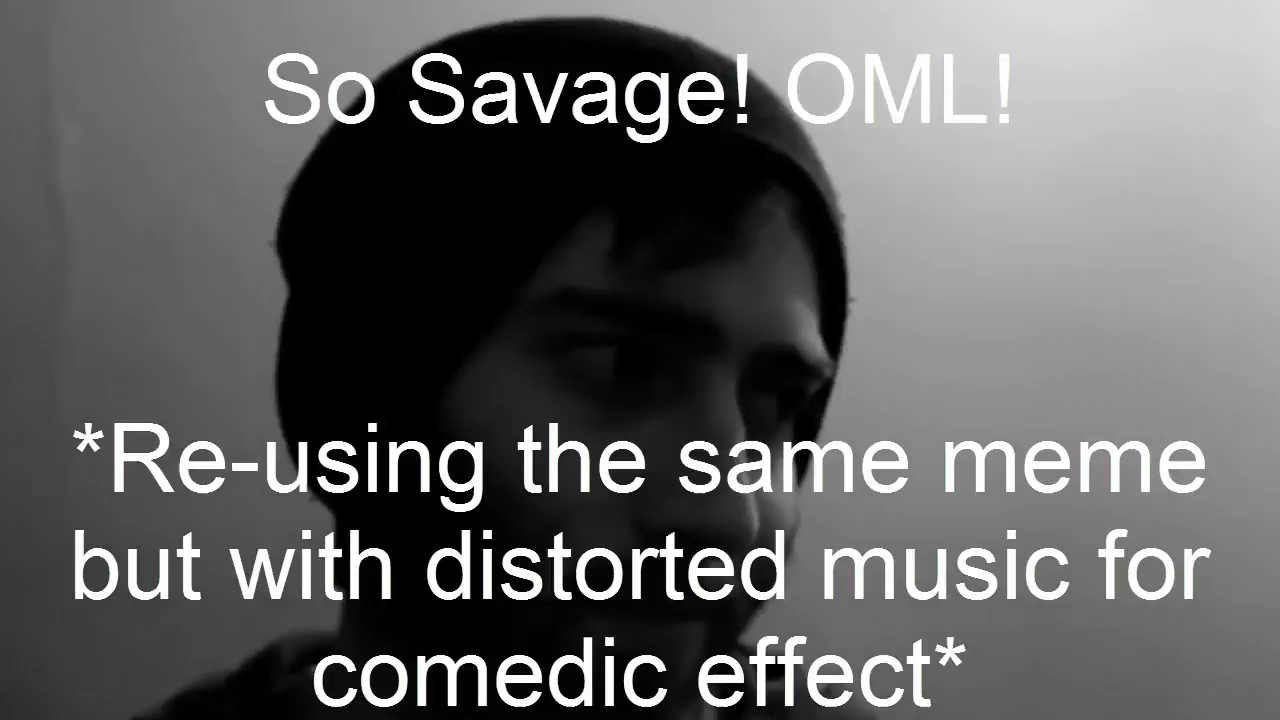 So Savage! OML!
*Re-using the same meme
but with distorted music for
comedic effect*